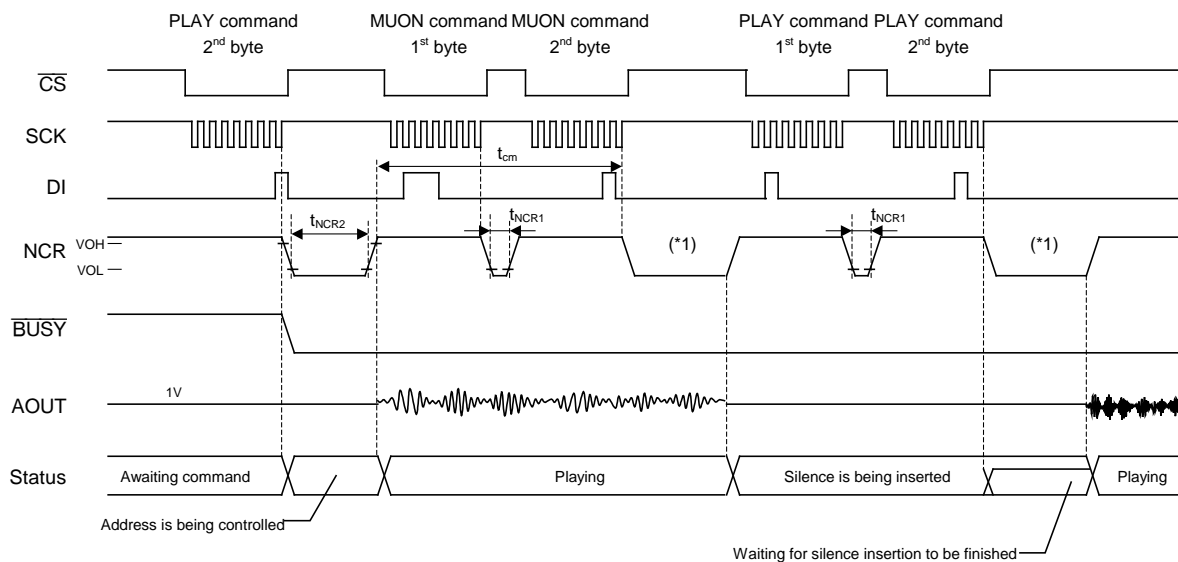 PLAY command MUON command MUON command PLAY command PLAY command
2nd byte 1st byte 2nd byte 1st byte 2nd byte
CS
SCK
tcm
DI
tNCR2 tNCR1 tNCR1
VOH
NCR (*1) (*1)
VOL
BUSY
1V
AOUT
Status Awaiting command Playing Silence is being inserted Playing
Address is being controlled
Waiting for silence insertion to be finished